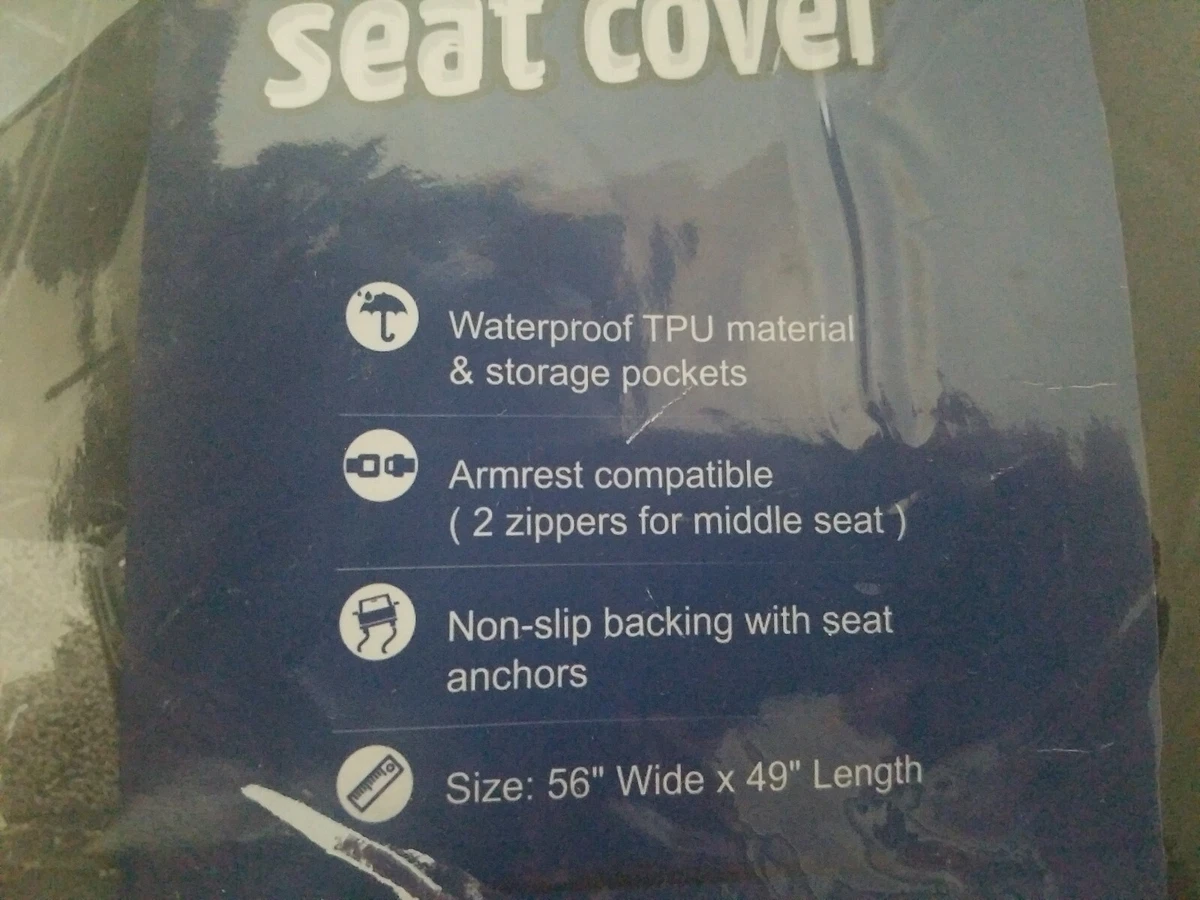 seat cover
Waterproof TPU material
& storage pockets
Armrest compatible
( 2 zippers for middle seat )
Non-slip backing with seat
anchors
Size: 56" Wide x 49" Length